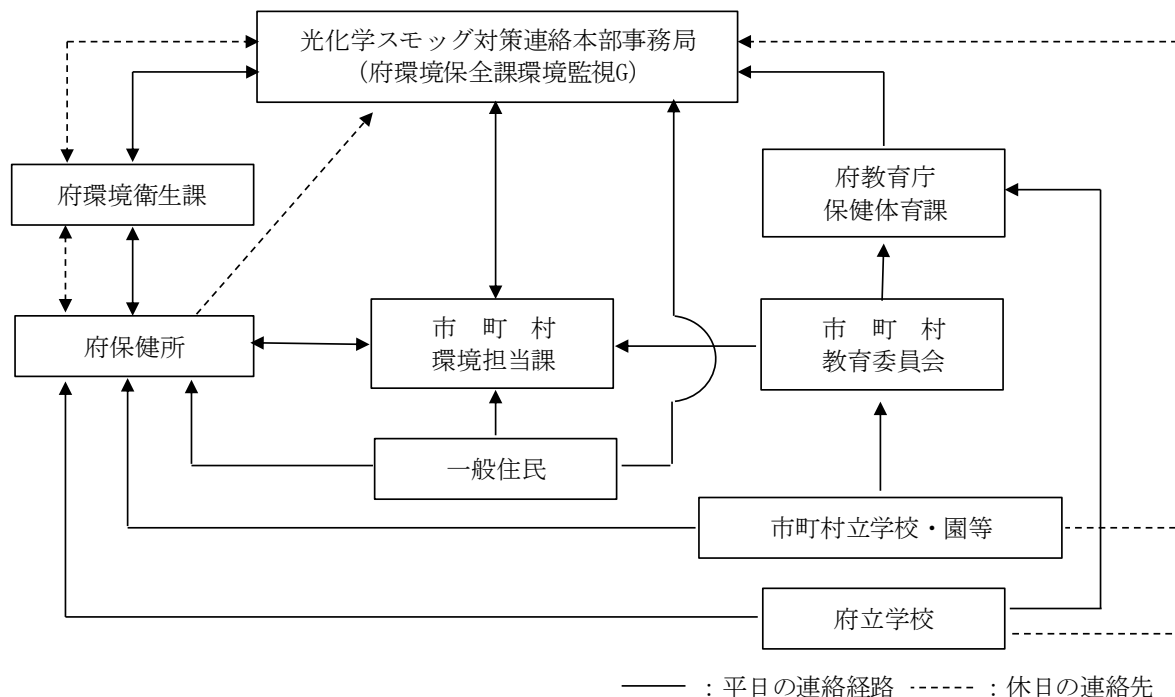 光化学スモッグ対策連絡本部事務局
（府環境保全課環境監視G）
府環境衛生課
府教育庁
保健体育課
府保健所
市　町　村
環境担当課
市　町　村
教育委員会
一般住民
市町村立学校・園等
府立学校
：平日の連絡経路 ：休日の連絡先